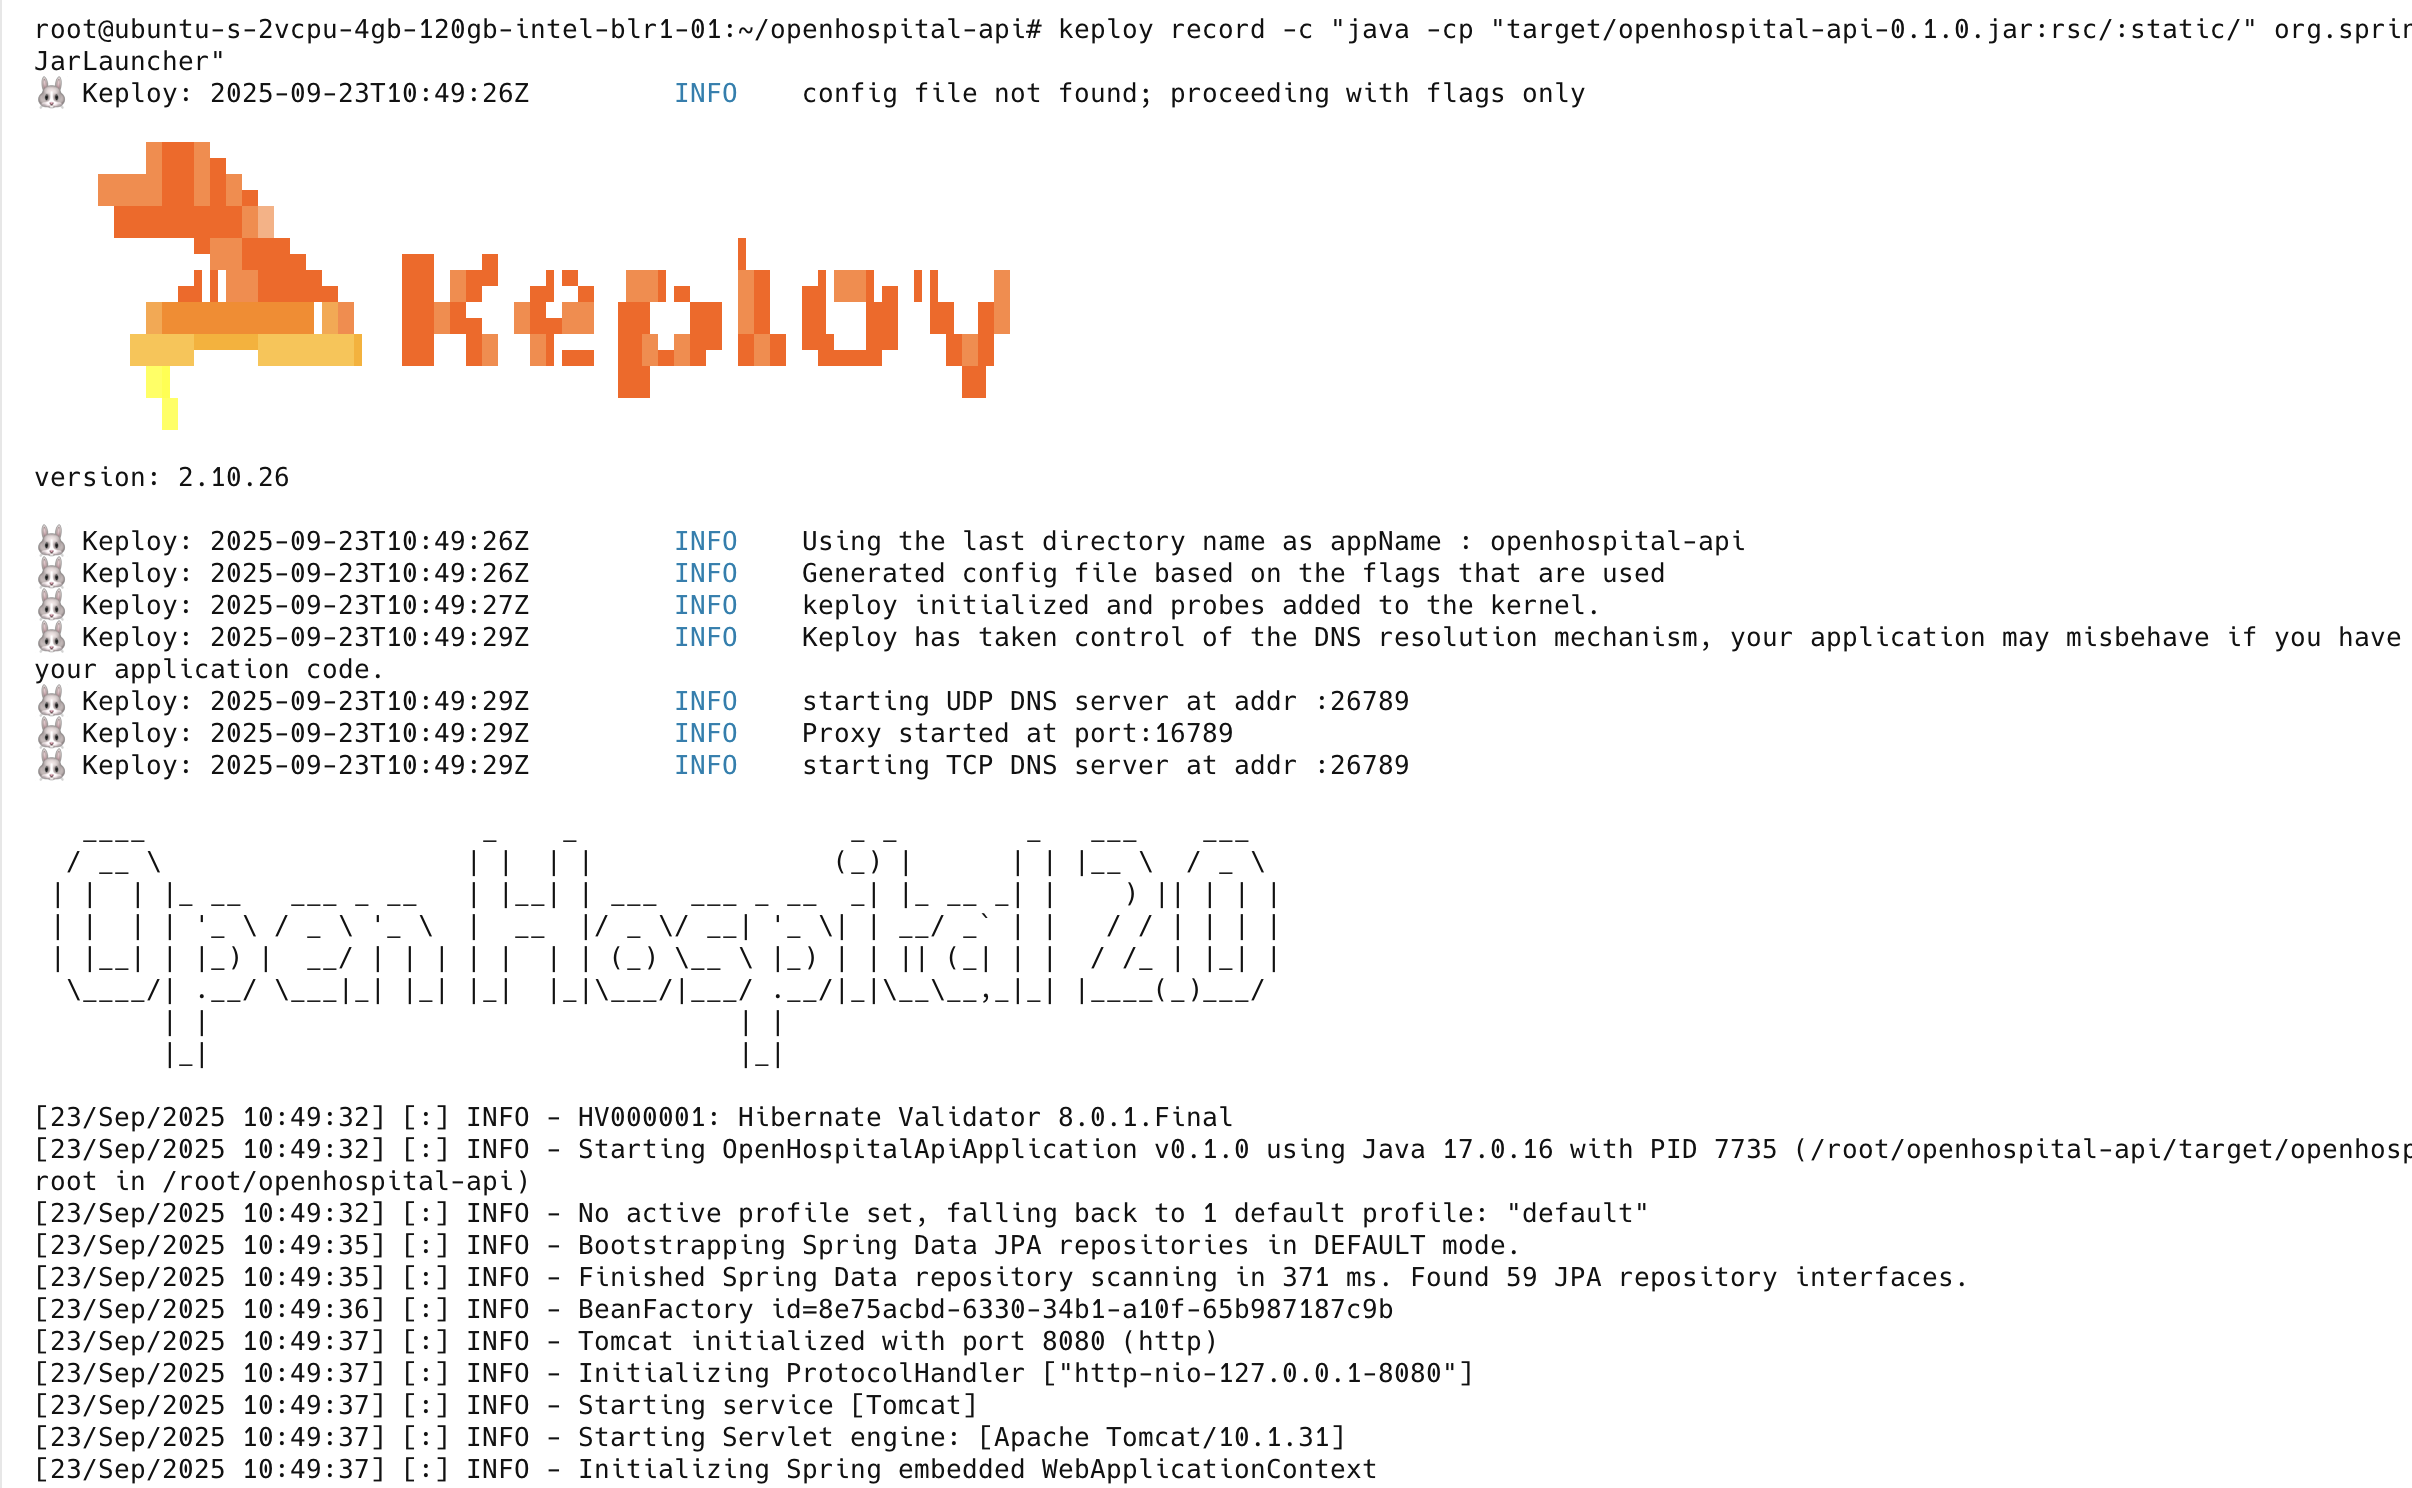 root@ubuntu-s-2vcpu-4gb-120gb-intel-blr1-01:~/openhospital-api# keploy record -c "java -cp "target/openhospital-api-0.1.0.jar:rsc/:static/" org.sprin
JarLauncher"
🐰 Keploy: 2025-09-23T10:49:26Z INFO config file not found; proceeding with flags only
Keploy
version: 2.10.26
🐰 Keploy: 2025-09-23T10:49:26Z INFO Using the last directory name as appName : openhospital-api
🐰 Keploy: 2025-09-23T10:49:26Z INFO Generated config file based on the flags that are used
🐰 Keploy: 2025-09-23T10:49:27Z INFO keploy initialized and probes added to the kernel.
🐰 Keploy: 2025-09-23T10:49:29Z INFO Keploy has taken control of the DNS resolution mechanism, your application may misbehave if you have
your application code.
🐰 Keploy: 2025-09-23T10:49:29Z INFO starting UDP DNS server at addr :26789
🐰 Keploy: 2025-09-23T10:49:29Z INFO Proxy started at port:16789
🐰 Keploy: 2025-09-23T10:49:29Z INFO starting TCP DNS server at addr :26789
Open Hospital 2.0
[23/Sep/2025 10:49:32] [:] INFO - HV000001: Hibernate Validator 8.0.1.Final
[23/Sep/2025 10:49:32] [:] INFO - Starting OpenHospitalApiApplication v0.1.0 using Java 17.0.16 with PID 7735 (/root/openhospital-api/target/openhosp
root in /root/openhospital-api)
[23/Sep/2025 10:49:32] [:] INFO - No active profile set, falling back to 1 default profile: "default"
[23/Sep/2025 10:49:35] [:] INFO - Bootstrapping Spring Data JPA repositories in DEFAULT mode.
[23/Sep/2025 10:49:35] [:] INFO - Finished Spring Data repository scanning in 371 ms. Found 59 JPA repository interfaces.
[23/Sep/2025 10:49:36] [:] INFO - BeanFactory id=8e75acbd-6330-34b1-a10f-65b987187c9b
[23/Sep/2025 10:49:37] [:] INFO - Tomcat initialized with port 8080 (http)
[23/Sep/2025 10:49:37] [:] INFO - Initializing ProtocolHandler ["http-nio-127.0.0.1-8080"]
[23/Sep/2025 10:49:37] [:] INFO - Starting service [Tomcat]
[23/Sep/2025 10:49:37] [:] INFO - Starting Servlet engine: [Apache Tomcat/10.1.31]
[23/Sep/2025 10:49:37] [:] INFO - Initializing Spring embedded WebApplicationContext